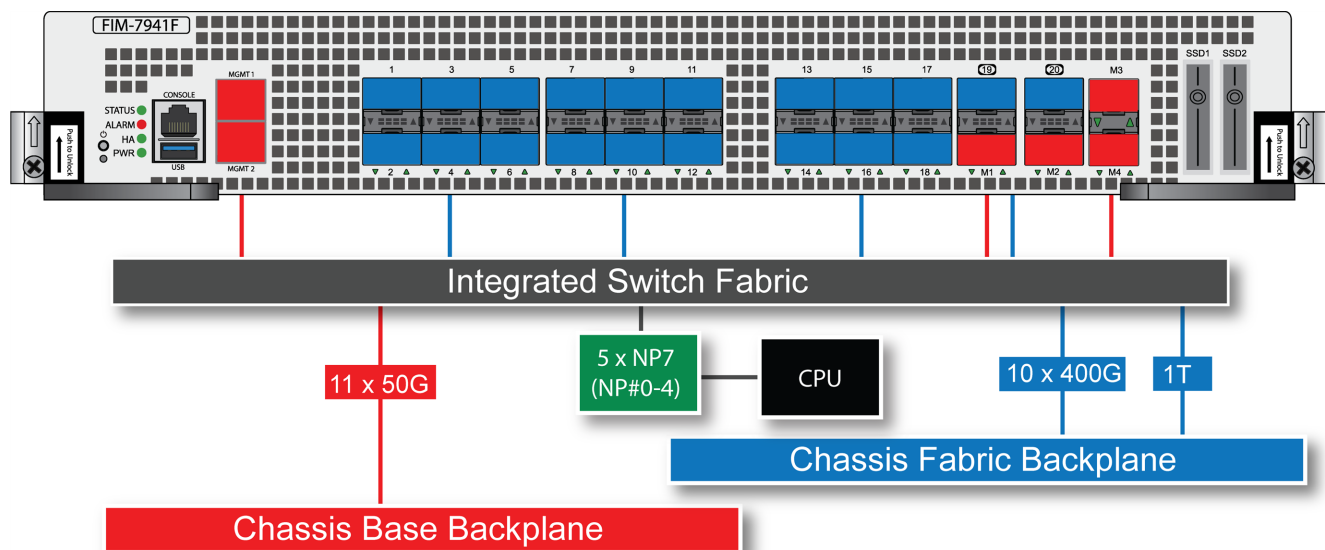 FIM-7941F
SSD1 SSD2
MGMT 1
1 3 5 7 9 11 13 15 17 19 20 M3
CONSOLE
STATUS
ALARM
HA
PWR
USB
MGMT 2
2 4 6 8 10 12 14 16 18 M1 M2 M4
Push to Unlock
Push to Unlock
Integrated Switch Fabric
11 x 50G
5 x NP7
(NP#0-4)
CPU
10 x 400G
1T
Chassis Fabric Backplane
Chassis Base Backplane